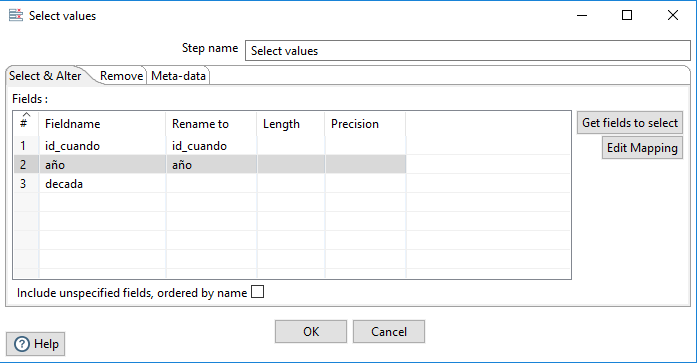 Select values
Step name Select values
Select & Alter Remove Meta-data
Fields :
# Fieldname Rename to Length Precision
1 id_cuando id_cuando
2 año año
3 decada
Get fields to select
Edit Mapping
Include unspecified fields, ordered by name
OK Cancel
Help